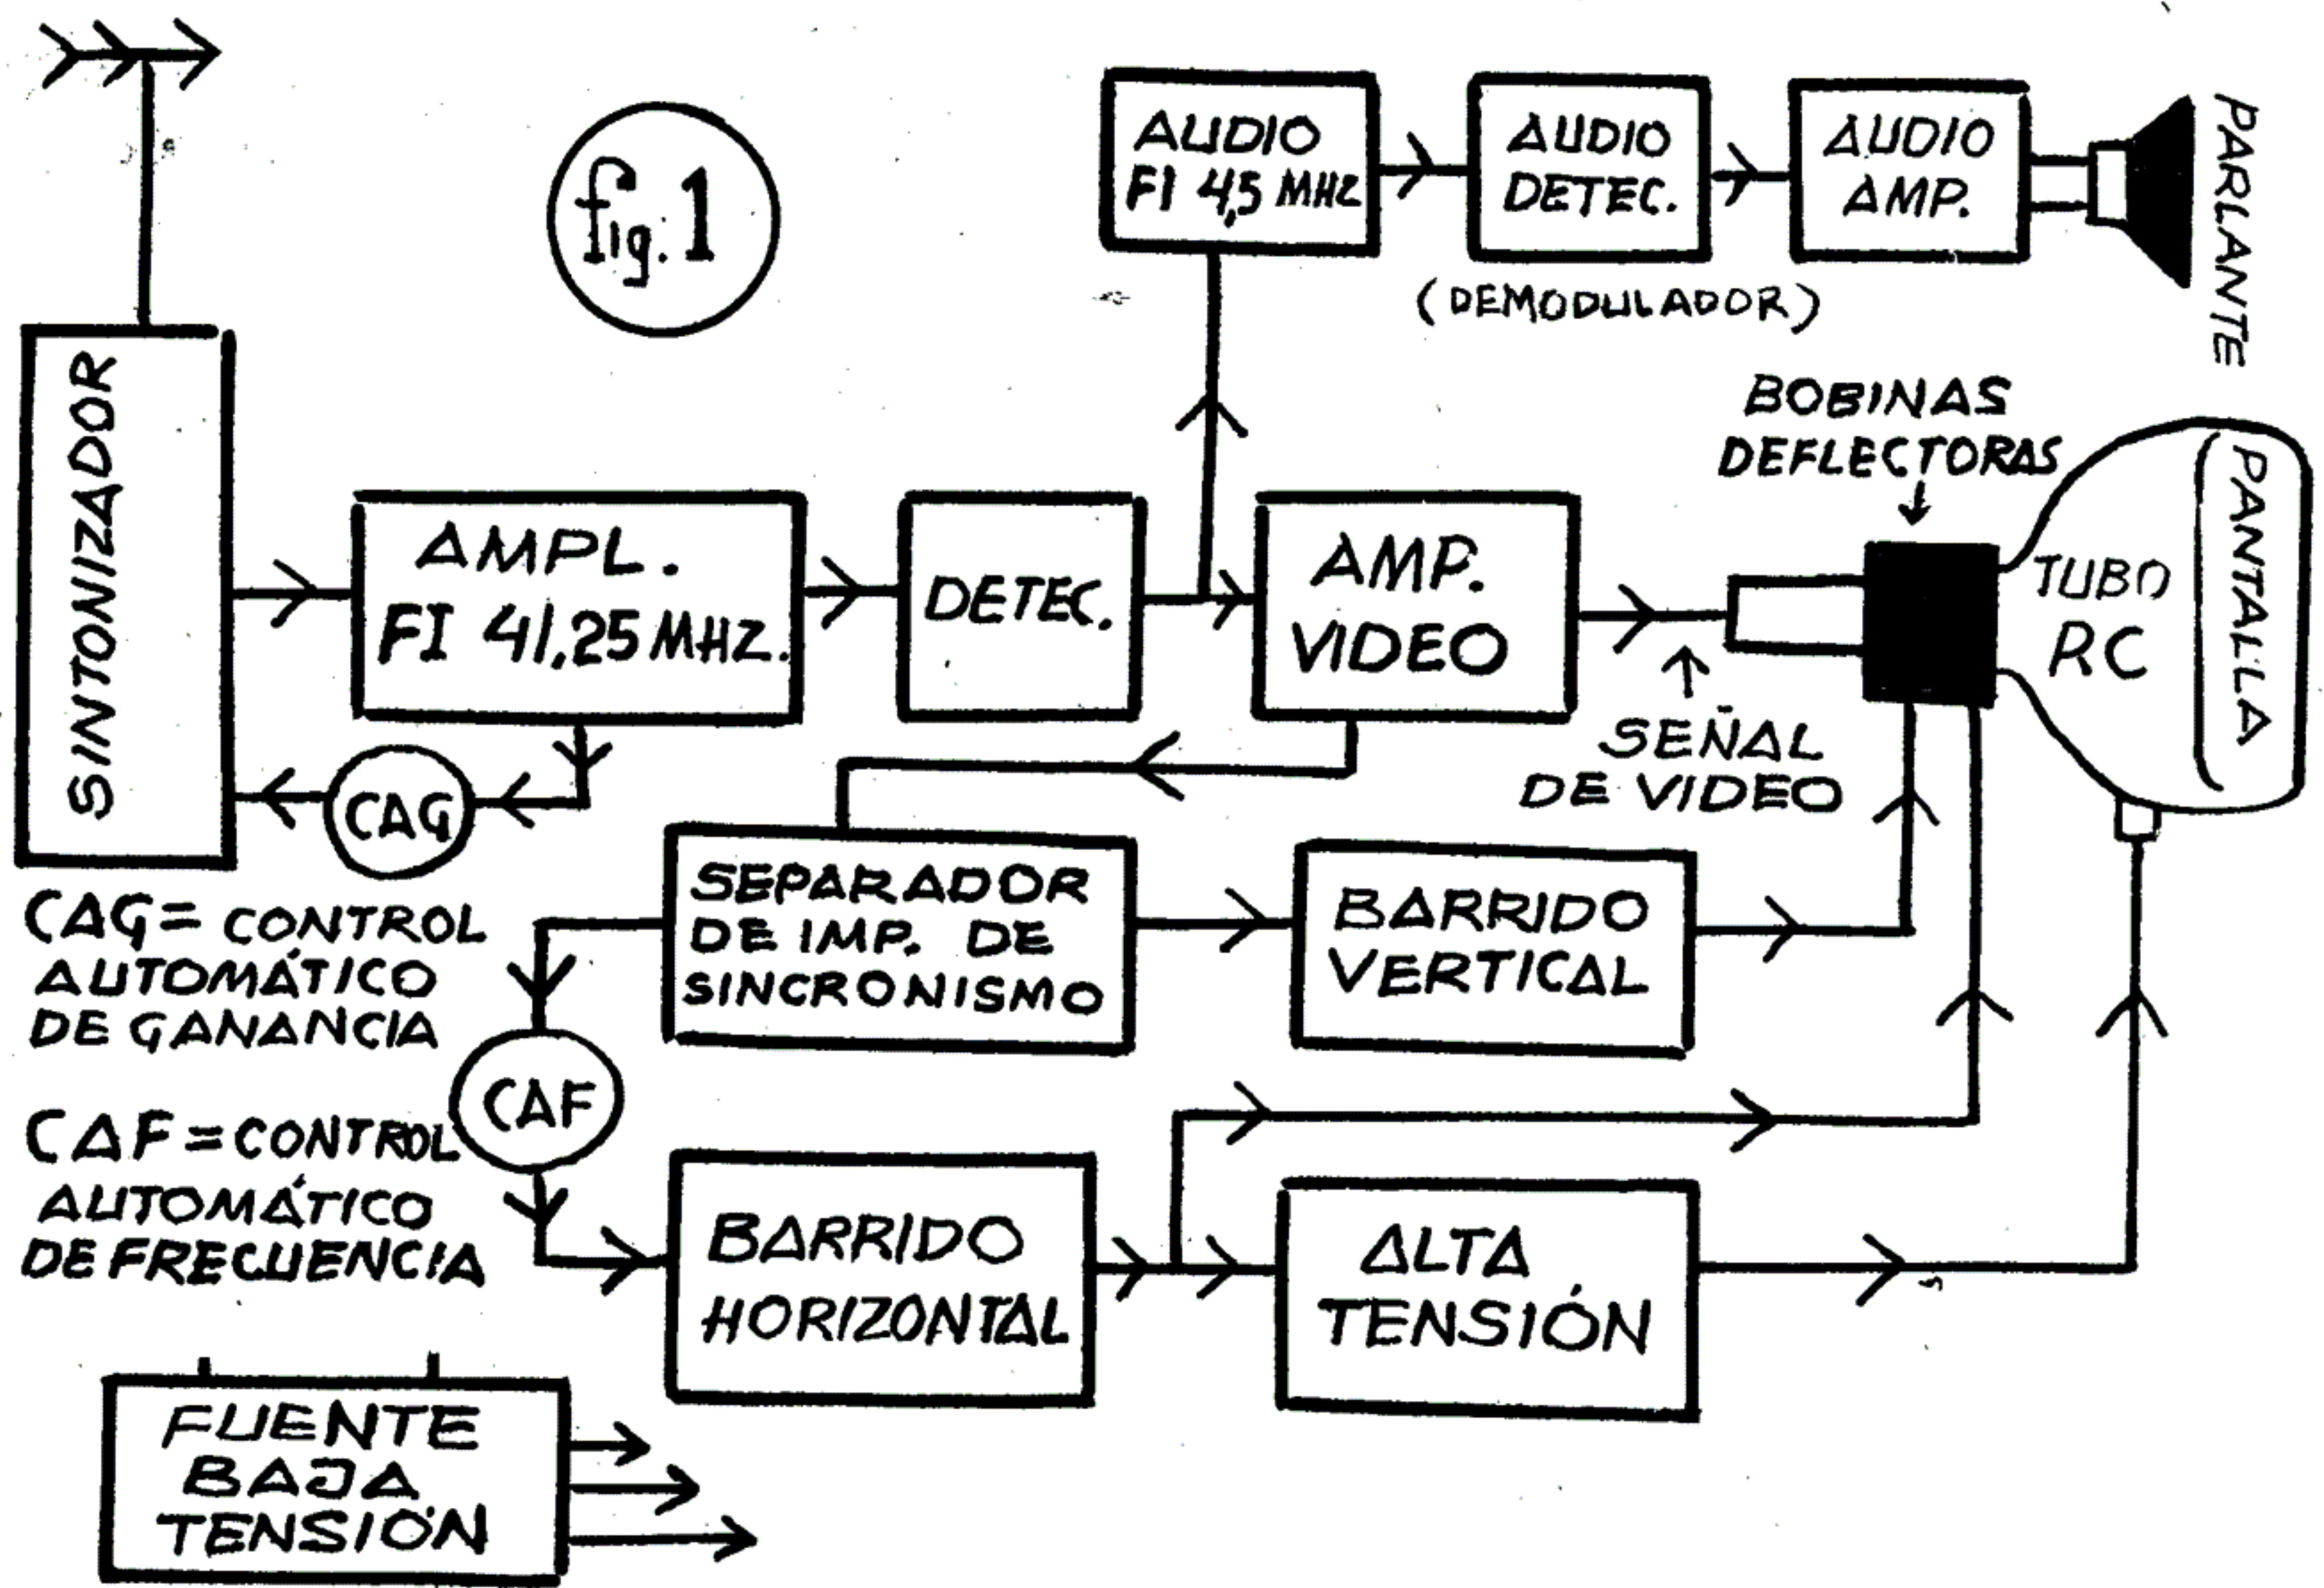 fig. 1
AUDIO
FI 4,5 MHZ
AUDIO
DETEC.
(DEMODULADOR)
AUDIO
AMP.
PARLANTE
SINTONIZADOR
AMPL.
FI 41,25 MHZ.
DETEC.
AMP.
VIDEO
BOBINAS
DEFLECTORAS
TUBO
RC
PANTALLA
SEÑAL
DE VIDEO
CAG
CAG = CONTROL
AUTOMÁTICO
DE GANANCIA
SEPARADOR
DE IMP. DE
SINCRONISMO
BARRIDO
VERTICAL
CAF
CAF = CONTROL
AUTOMÁTICO
DE FRECUENCIA
BARRIDO
HORIZONTAL
ALTA
TENSIÓN
FUENTE
BAJA
TENSIÓN